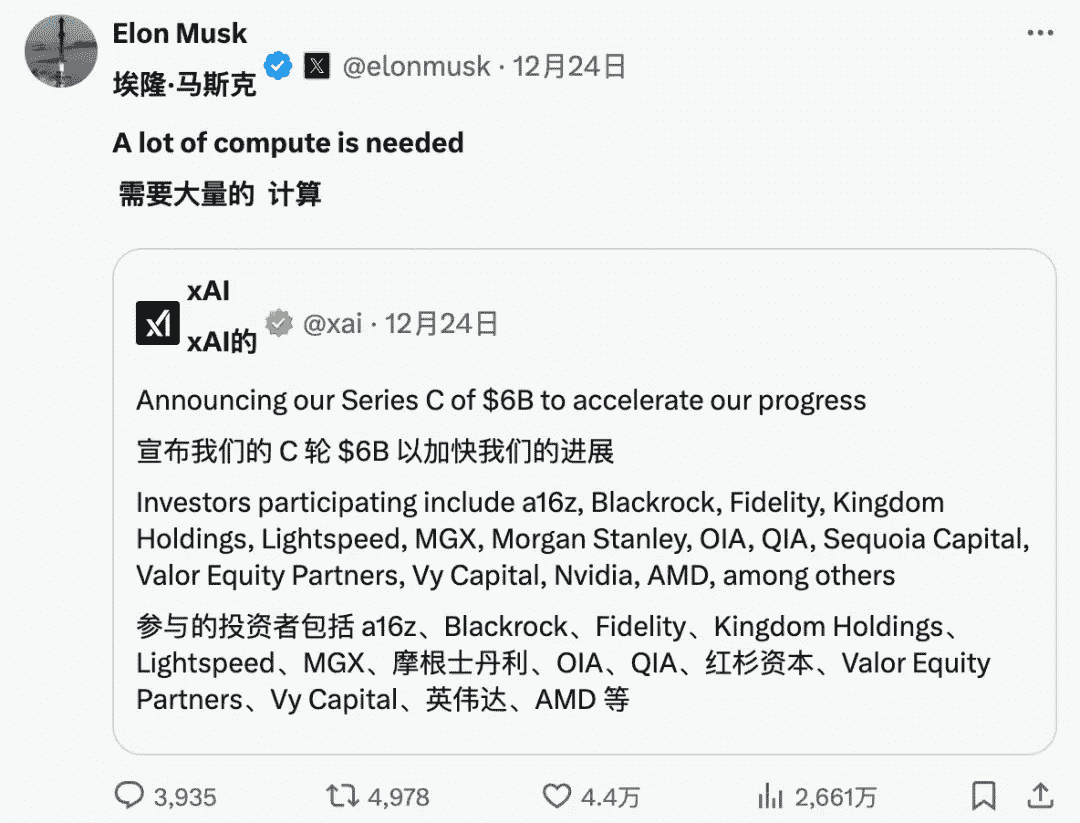 Elon Musk
埃隆·马斯克
@elonmusk · 12月24日
A lot of compute is needed
需要大量的 计算
xAI
xAI的
@xai · 12月24日
Announcing our Series C of $6B to accelerate our progress
宣布我们的 C 轮 $6B 以加快我们的进展
Investors participating include a16z, Blackrock, Fidelity, Kingdom
Holdings, Lightspeed, MGX, Morgan Stanley, OIA, QIA, Sequoia Capital,
Valor Equity Partners, Vy Capital, Nvidia, AMD, among others
参与的投资者包括 a16z、Blackrock、Fidelity、Kingdom Holdings、
Lightspeed、MGX、摩根士丹利、OIA、QIA、红杉资本、Valor Equity
Partners、Vy Capital、英伟达、AMD 等
3,935 4,978 4.4万 2,661万